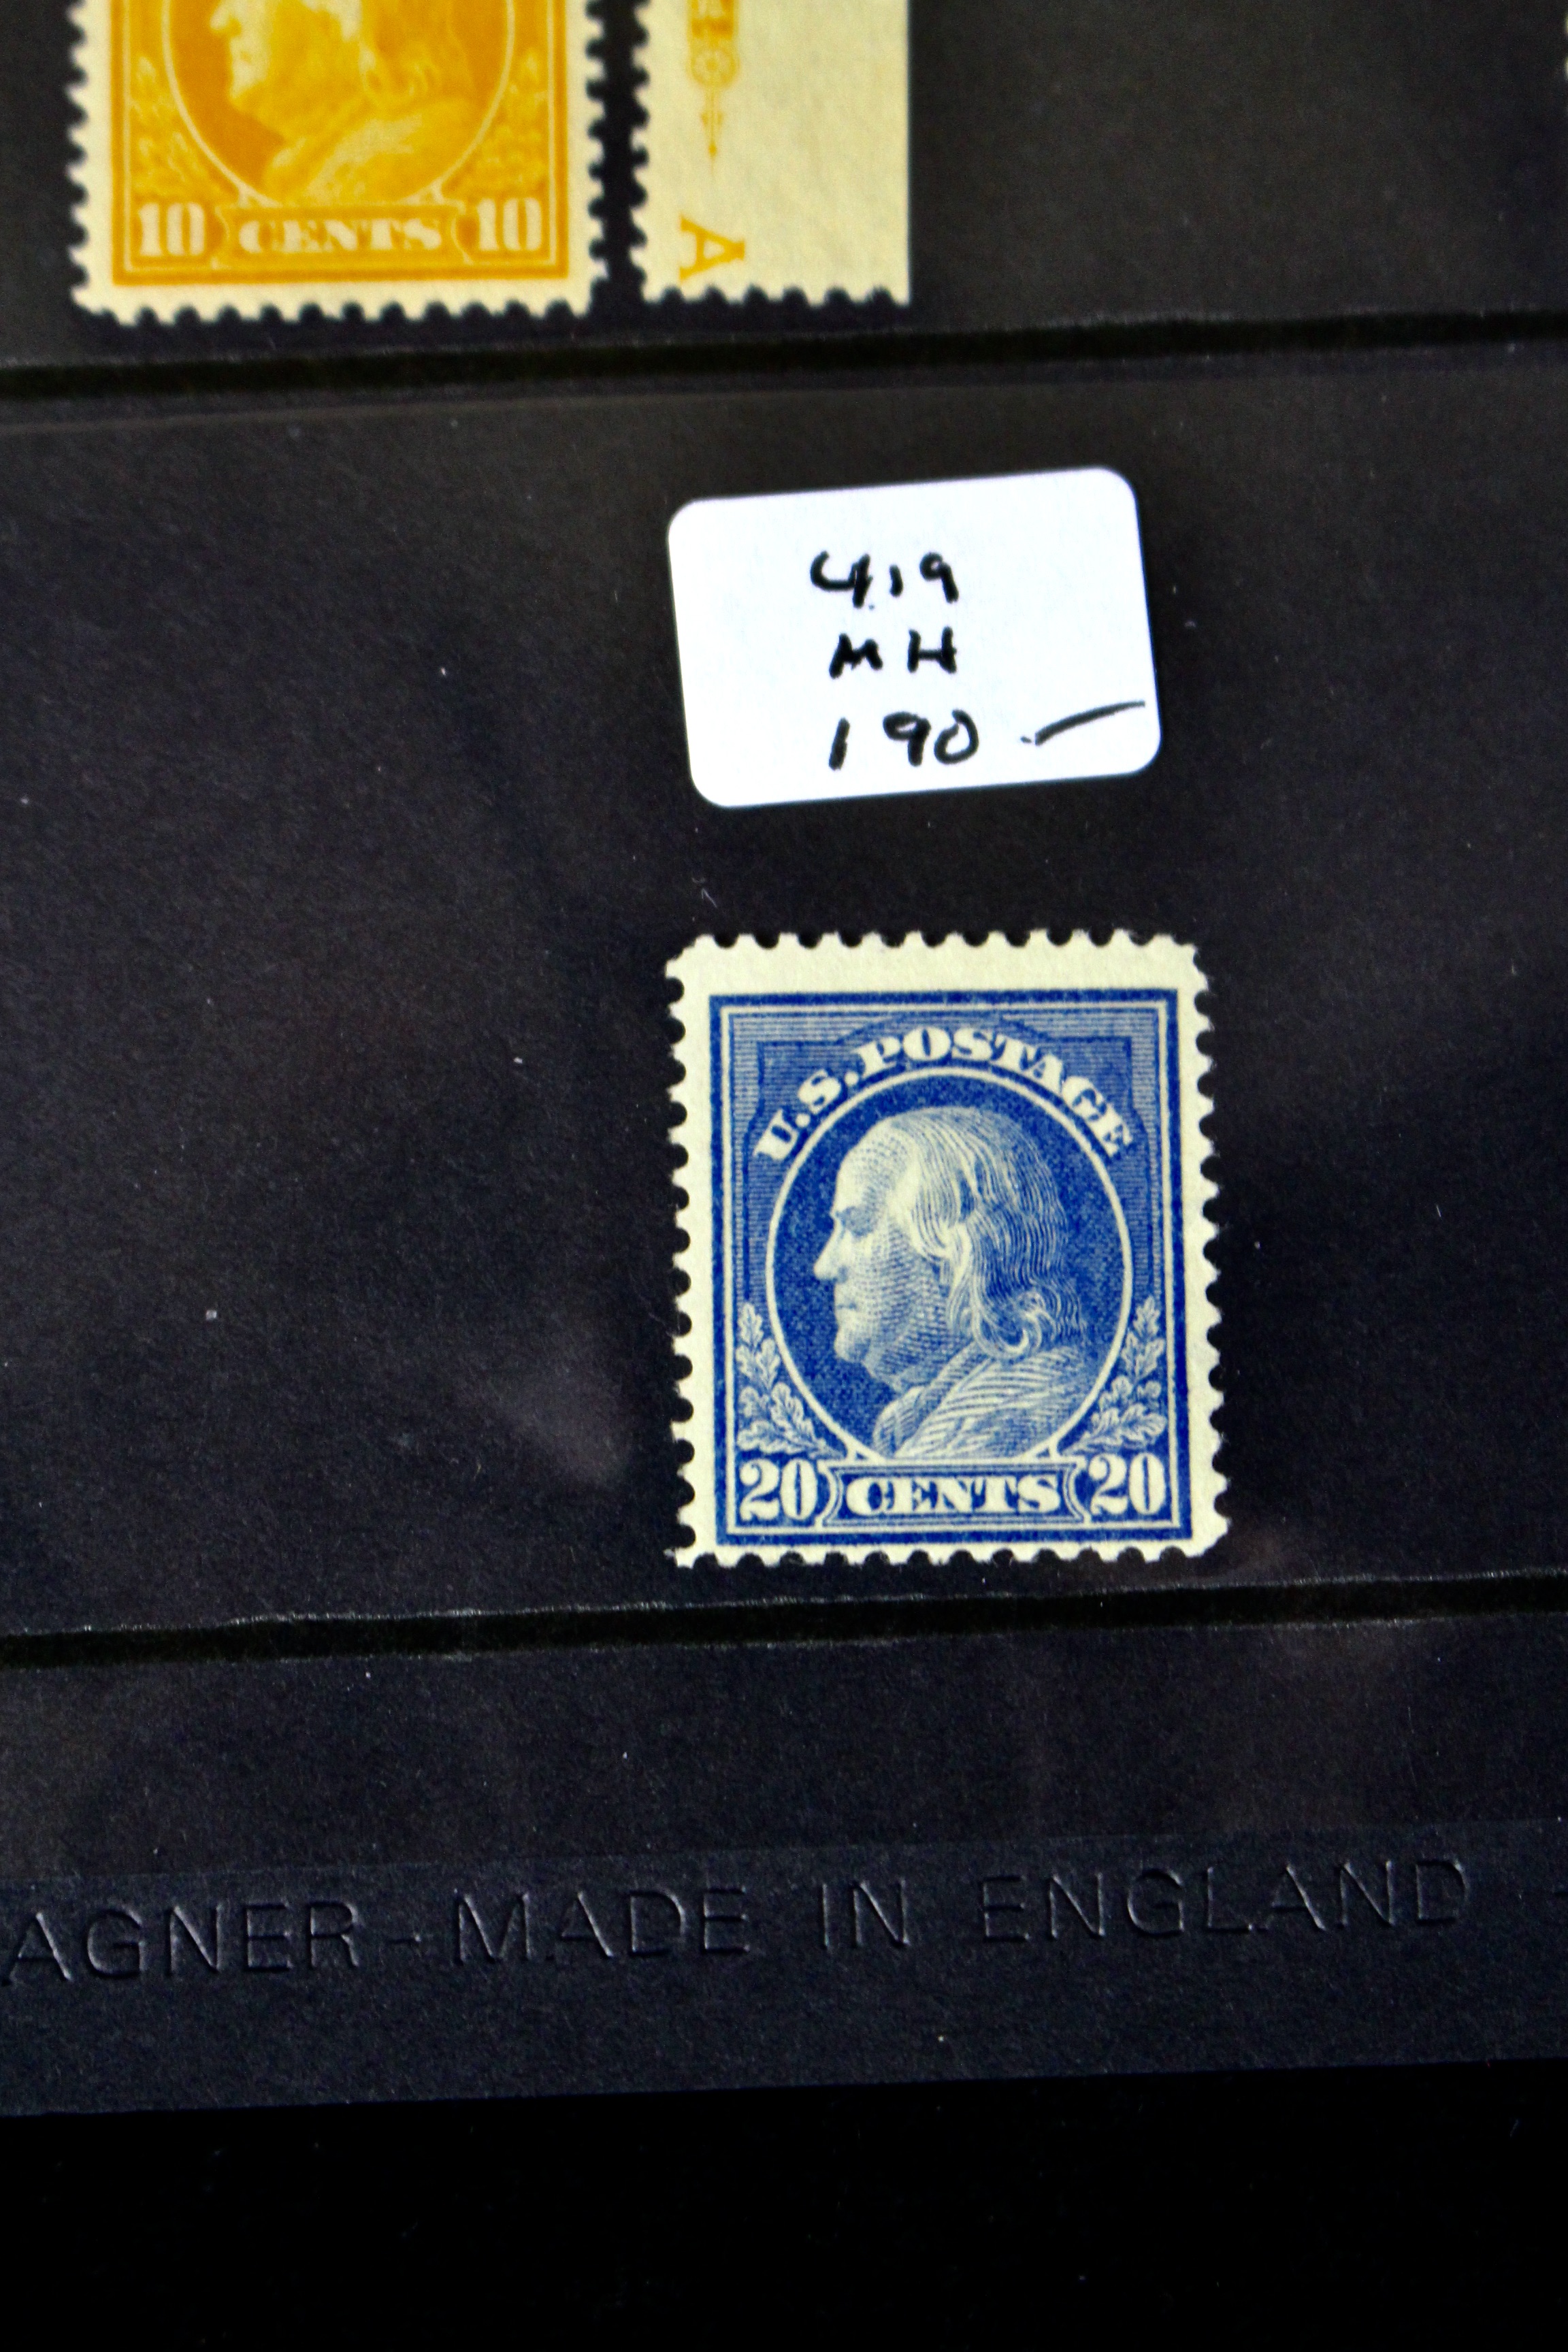 10 CENTS 10
A
419
MH
190 -
U.S. POSTAGE
20 CENTS 20
AGNER - MADE IN ENGLAND